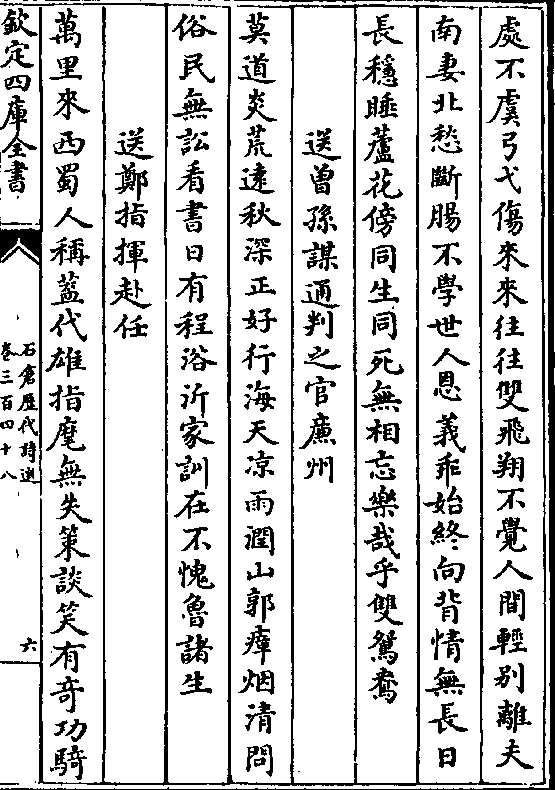 處不虞弓弋傷來來往往雙飛翔不覺人間輕別離夫
南妻北愁斷腸不學世人恩義乖始終向背情無長日
長穩睡蘆花傍同生同死無相忘樂哉乎雙鴛鴦
送曾孫謀通判之官廉州
莫道炎荒遠秋深正好行海天凉雨潤山郭瘴烟清問
俗民無訟看書日有程浴沂家訓在不愧魯諸生
送鄭指揮赴任
萬里來西蜀人稱葢代雄指麾無失策談笑有奇功騎
欽定四庫全書
石倉歷代詩選
卷三百四十八
六